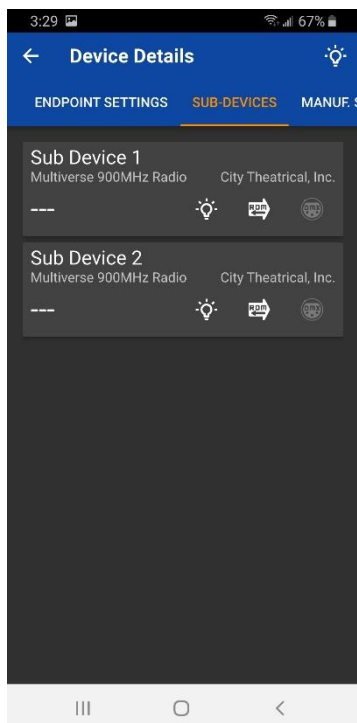 3:29 67%
Device Details
ENDPOINT SETTINGS SUB-DEVICES MANUF.
Sub Device 1
Multiverse 900MHz Radio City Theatrical, Inc.
--- RDM
Sub Device 2
Multiverse 900MHz Radio City Theatrical, Inc.
--- RDM